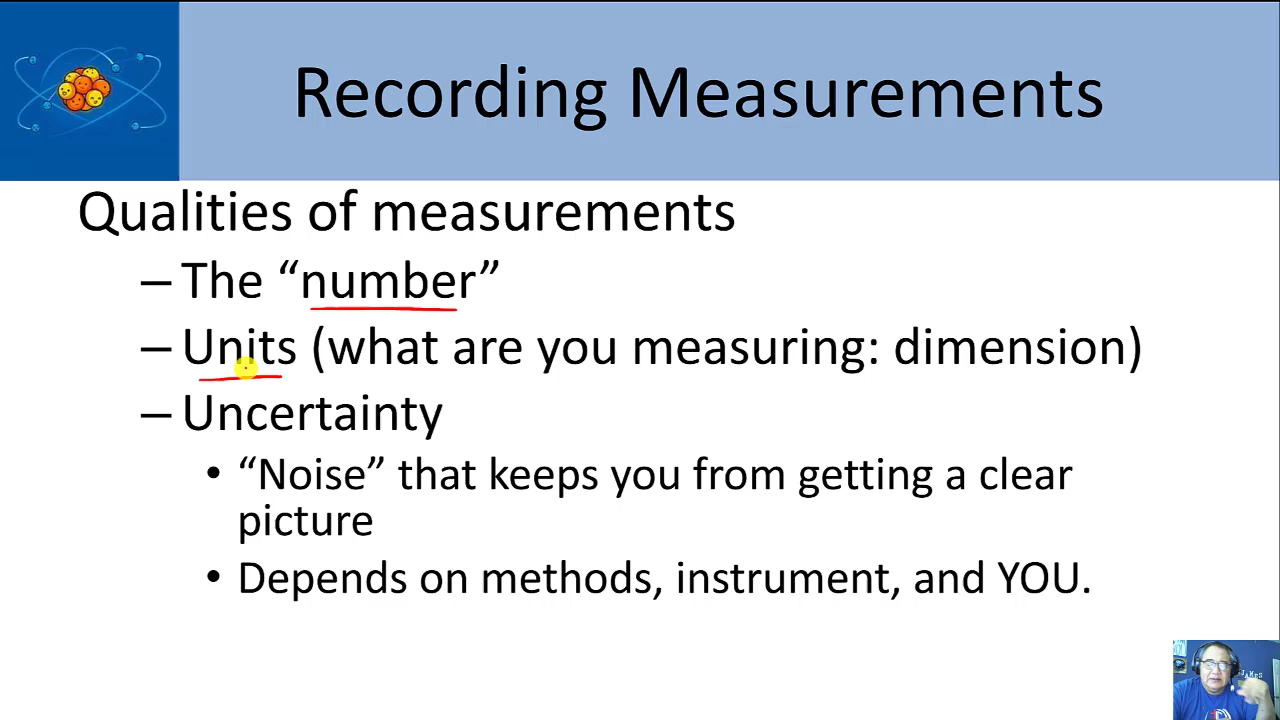 Recording Measurements
Qualities of measurements
– The “number”
– Units (what are you measuring: dimension)
– Uncertainty
• “Noise” that keeps you from getting a clear
picture
• Depends on methods, instrument, and YOU.
JAMES